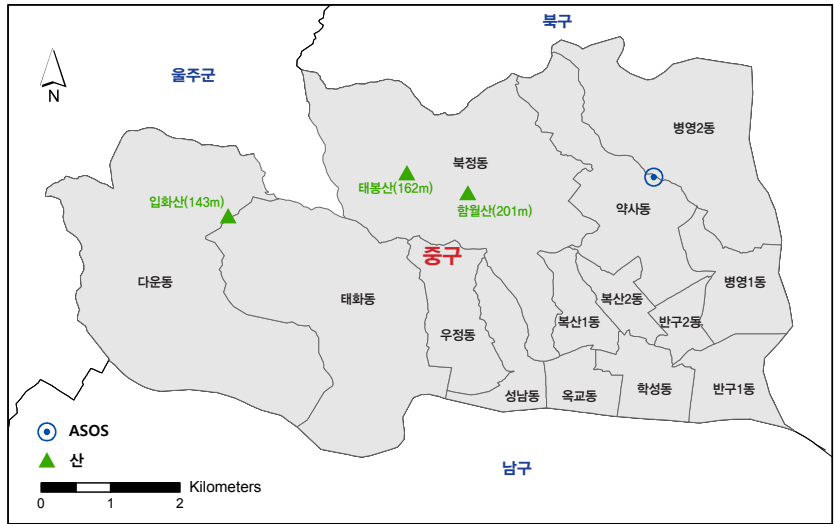 북구
울주군
N
병영2동
북정동
태봉산(162m)
입화산(143m)
함월산(201m)
약사동
중구
다운동
병영1동
태화동
복산2동
복산1동
반구2동
우정동
성남동
옥교동
학성동
반구1동
ASOS
산
남구
Kilometers
0 1 2